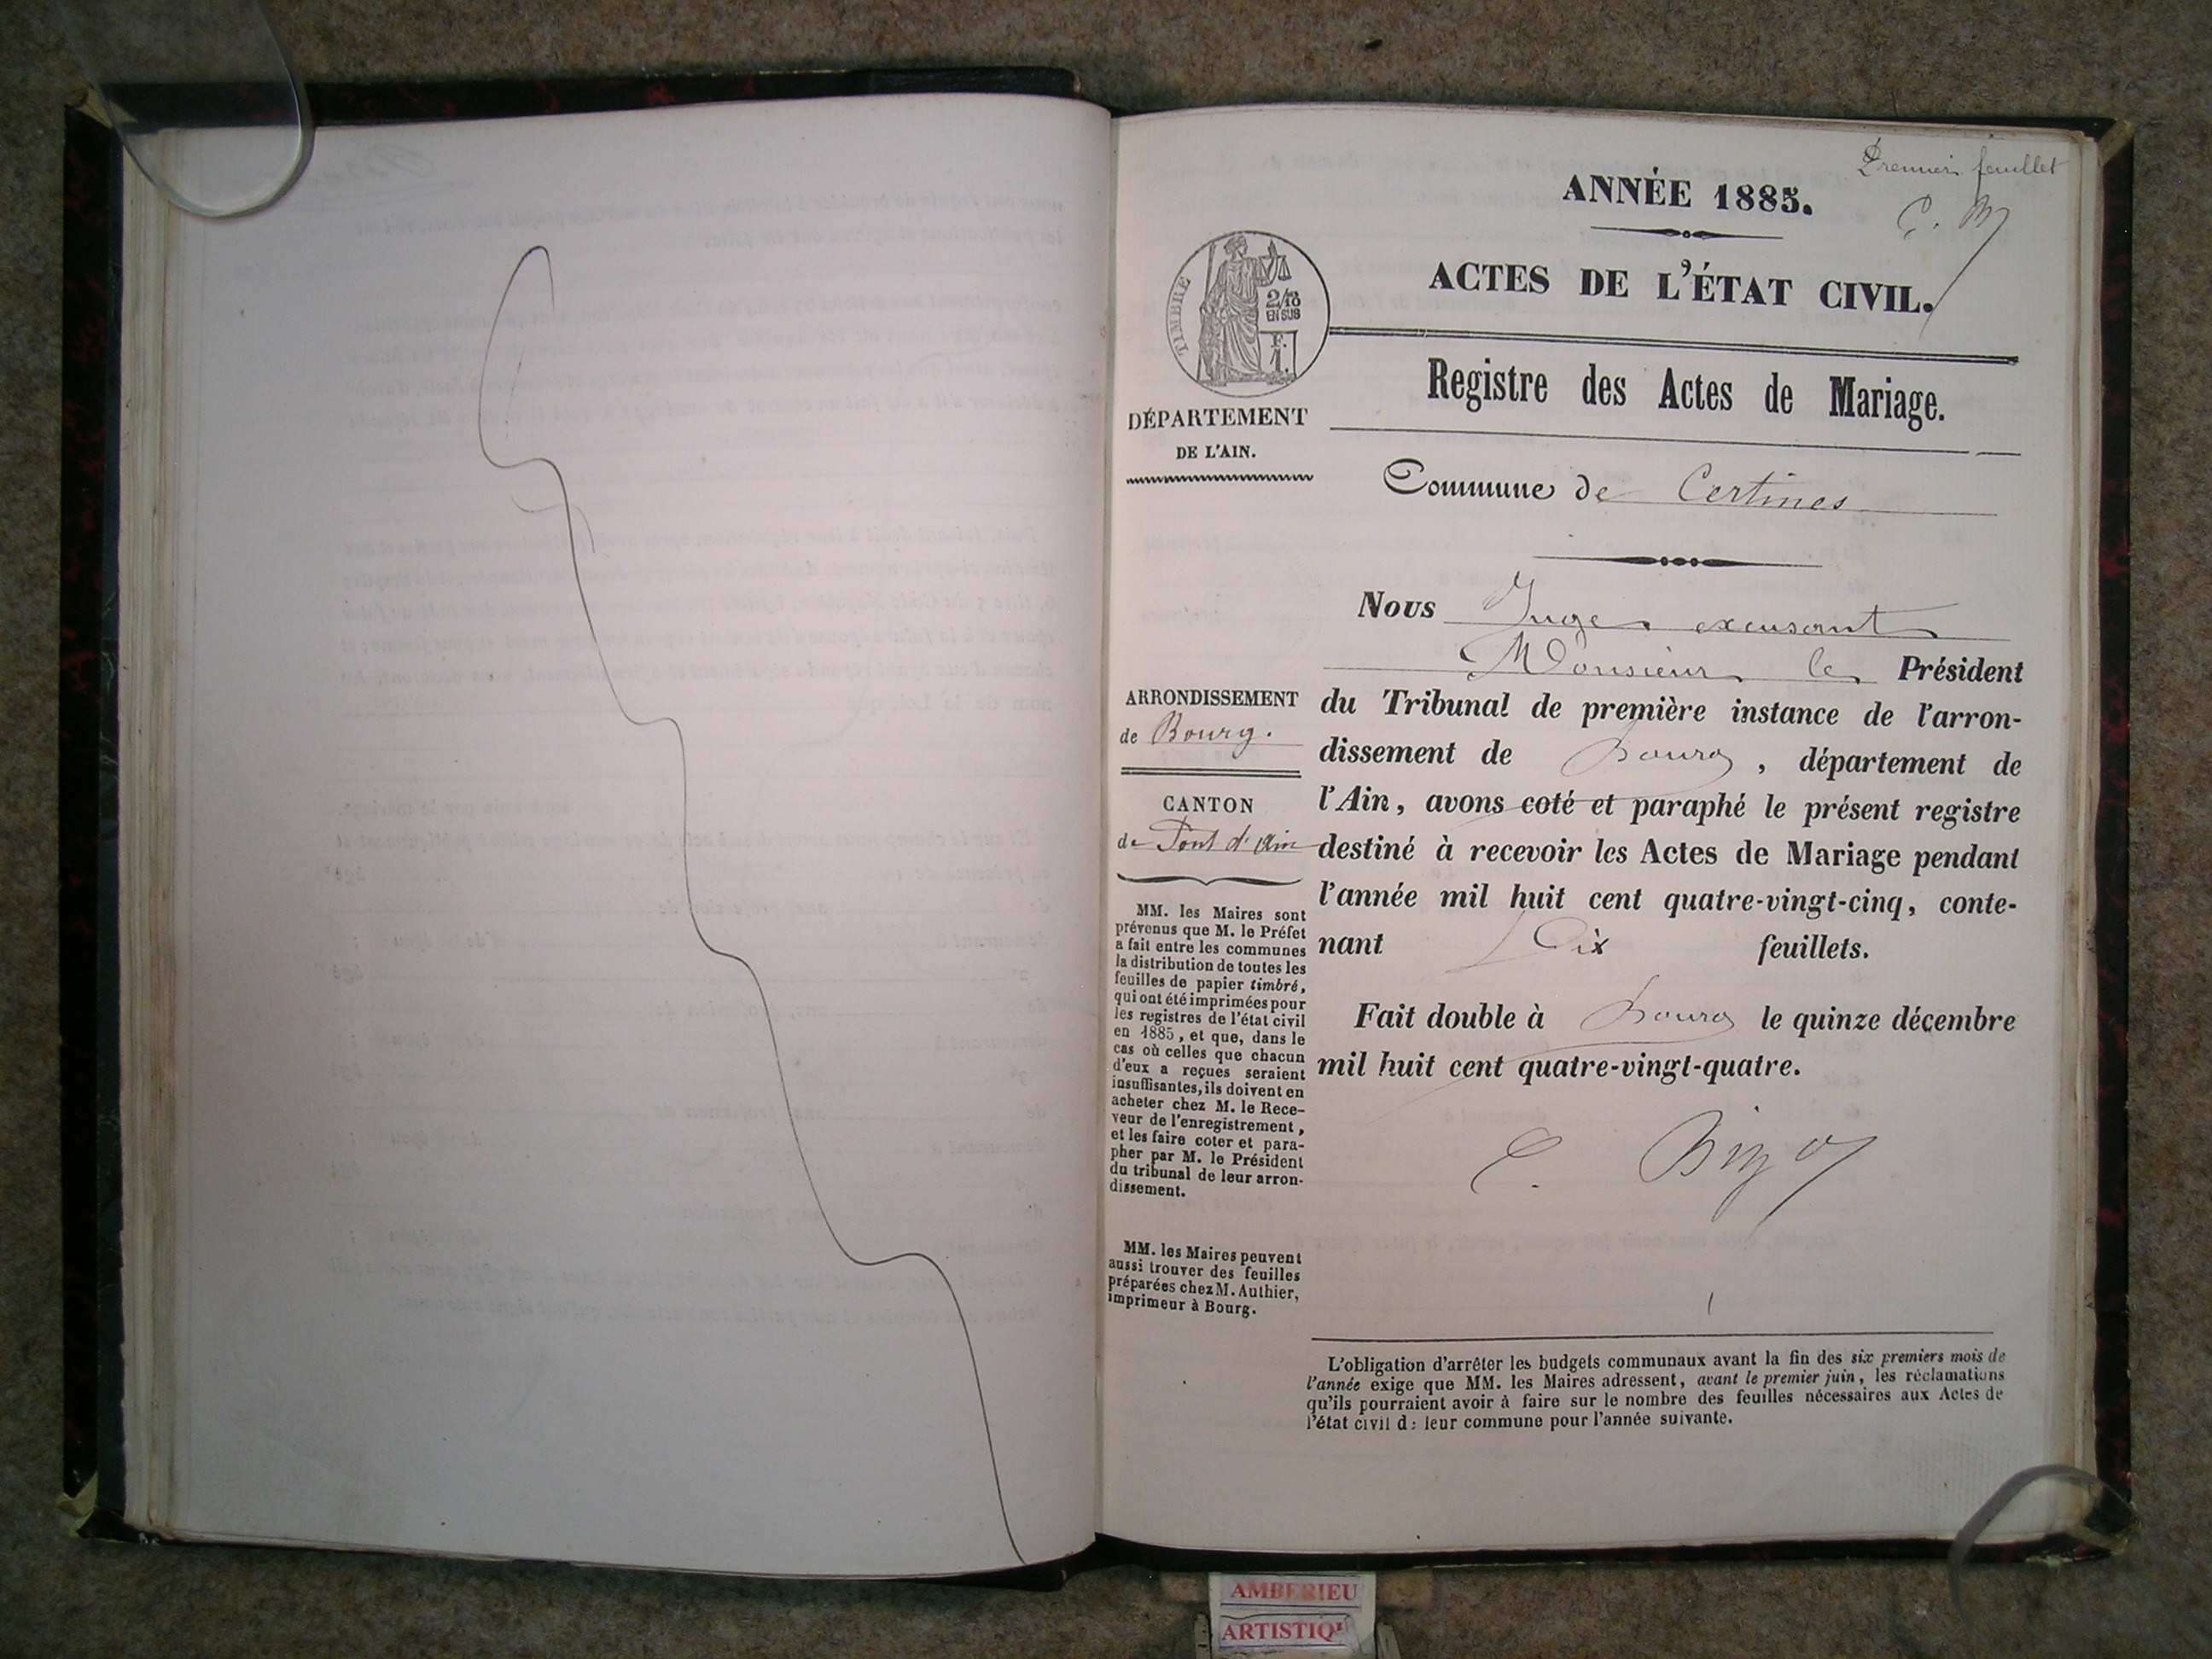 Premier feuillet
ANNÉE 1885.
C. B
ACTES DE L'ÉTAT CIVIL.
TIMBRE
2/10
EN SUS
F.
1.
Registre des Actes de Mariage.
DÉPARTEMENT
DE L'AIN.
Commune de Certines
Nous Juge excusant
Monsieur le Président
du Tribunal de première instance de l'arron-
dissement de Bourg, département de
l'Ain, avons coté et paraphé le présent registre
destiné à recevoir les Actes de Mariage pendant
l'année mil huit cent quatre-vingt-cinq, conte-
nant Dix feuillets.
Fait double à Bourg le quinze décembre
mil huit cent quatre-vingt-quatre.
C.
ARRONDISSEMENT
de Bourg.
CANTON
de Pont d'Ain
MM. les Maires sont
prévenus que M. le Préfet
a fait entre les communes
la distribution de toutes les
feuilles de papier timbré,
qui ont été imprimées pour
les registres de l'état civil
en 1885, et que, dans le
cas où celles que chacun
d'eux a reçues seraient
insuffisantes, ils doivent en
acheter chez M. le Rece-
veur de l'enregistrement,
et les faire coter et para-
pher par M. le Président
du tribunal de leur arron-
dissement.
MM. les Maires peuvent
aussi trouver des feuilles
préparées chez M. Authier,
imprimeur à Bourg.
L'obligation d'arrêter les budgets communaux avant la fin des six premiers mois de
l'année exige que MM. les Maires adressent, avant le premier juin, les réclamations
qu'ils pourraient avoir à faire sur le nombre des feuilles nécessaires aux Actes de
l'état civil d: leur commune pour l'année suivante.
AMBERIEU
ARTISTIQ